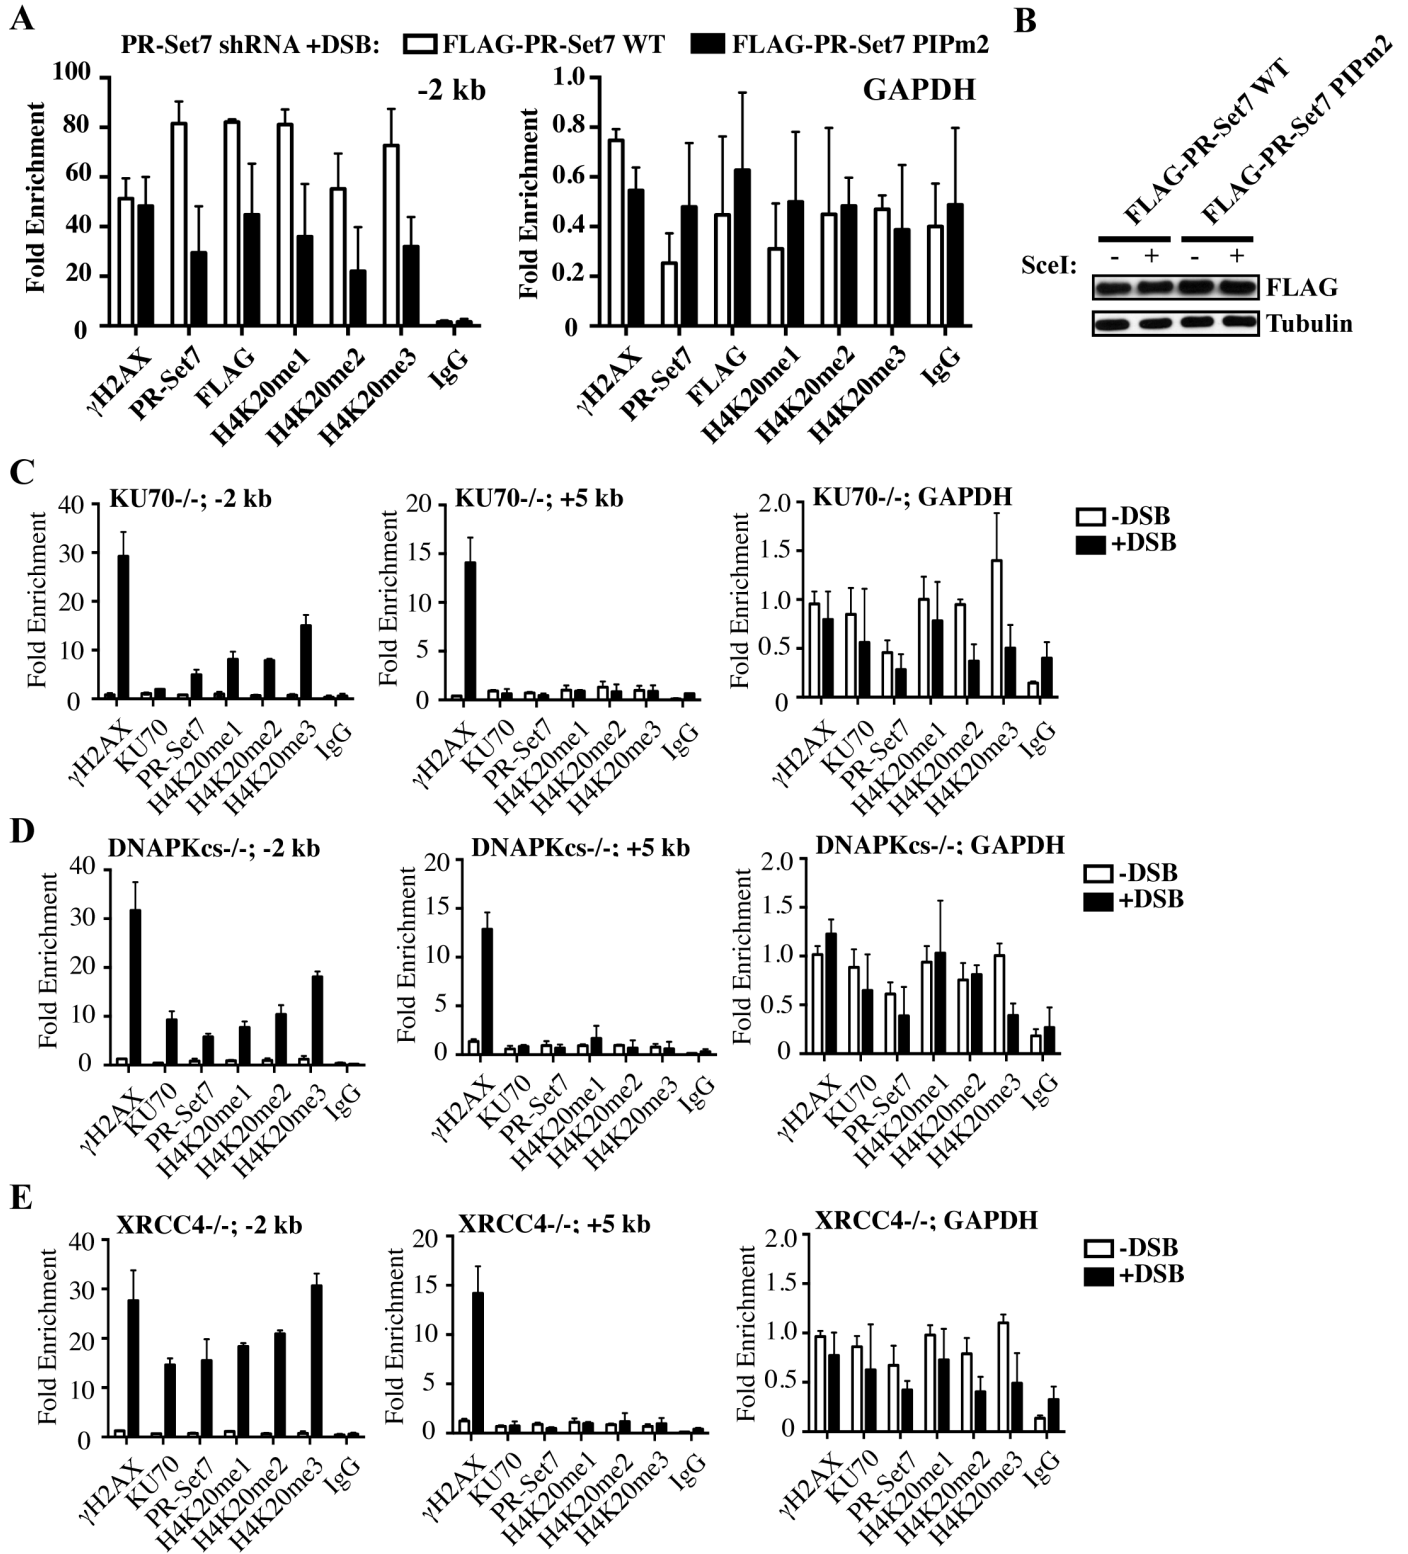 A
PR-Set7 shRNA +DSB: FLAG-PR-Set7 WT FLAG-PR-Set7 PIPm2
-2 kb
Fold Enrichment
100
80
60
40
20
0
γH2AX
PR-Set7
FLAG
H4K20me1
H4K20me2
H4K20me3
IgG
GAPDH
Fold Enrichment
1.0
0.8
0.6
0.4
0.2
0
γH2AX
PR-Set7
FLAG
H4K20me1
H4K20me2
H4K20me3
IgG
B
FLAG-PR-Set7 WT
FLAG-PR-Set7 PIPm2
SceI: - + - +
FLAG
Tubulin
C
KU70-/-; -2 kb
Fold Enrichment
40
30
20
10
0
γH2AX
KU70
PR-Set7
H4K20me1
H4K20me2
H4K20me3
IgG
KU70-/-; +5 kb
Fold Enrichment
20
15
10
5
0
γH2AX
KU70
PR-Set7
H4K20me1
H4K20me2
H4K20me3
IgG
KU70-/-; GAPDH
2.0
1.5
1.0
0.5
0
Fold Enrichment
γH2AX
KU70
PR-Set7
H4K20me1
H4K20me2
H4K20me3
IgG
-DSB
+DSB
D
DNAPKcs-/-; -2 kb
Fold Enrichment
40
30
20
10
0
γH2AX
KU70
PR-Set7
H4K20me1
H4K20me2
H4K20me3
IgG
DNAPKcs-/-; +5 kb
Fold Enrichment
20
15
10
5
0
γH2AX
KU70
PR-Set7
H4K20me1
H4K20me2
H4K20me3
IgG
DNAPKcs-/-; GAPDH
Fold Enrichment
2.0
1.5
1.0
0.5
0
γH2AX
KU70
PR-Set7
H4K20me1
H4K20me2
H4K20me3
IgG
-DSB
+DSB
E
XRCC4-/-; -2 kb
Fold Enrichment
40
30
20
10
0
γH2AX
KU70
PR-Set7
H4K20me1
H4K20me2
H4K20me3
IgG
XRCC4-/-; +5 kb
Fold Enrichment
20
15
10
5
0
γH2AX
KU70
PR-Set7
H4K20me1
H4K20me2
H4K20me3
IgG
XRCC4-/-; GAPDH
Fold Enrichment
2.0
1.5
1.0
0.5
0
γH2AX
KU70
PR-Set7
H4K20me1
H4K20me2
H4K20me3
IgG
-DSB
+DSB